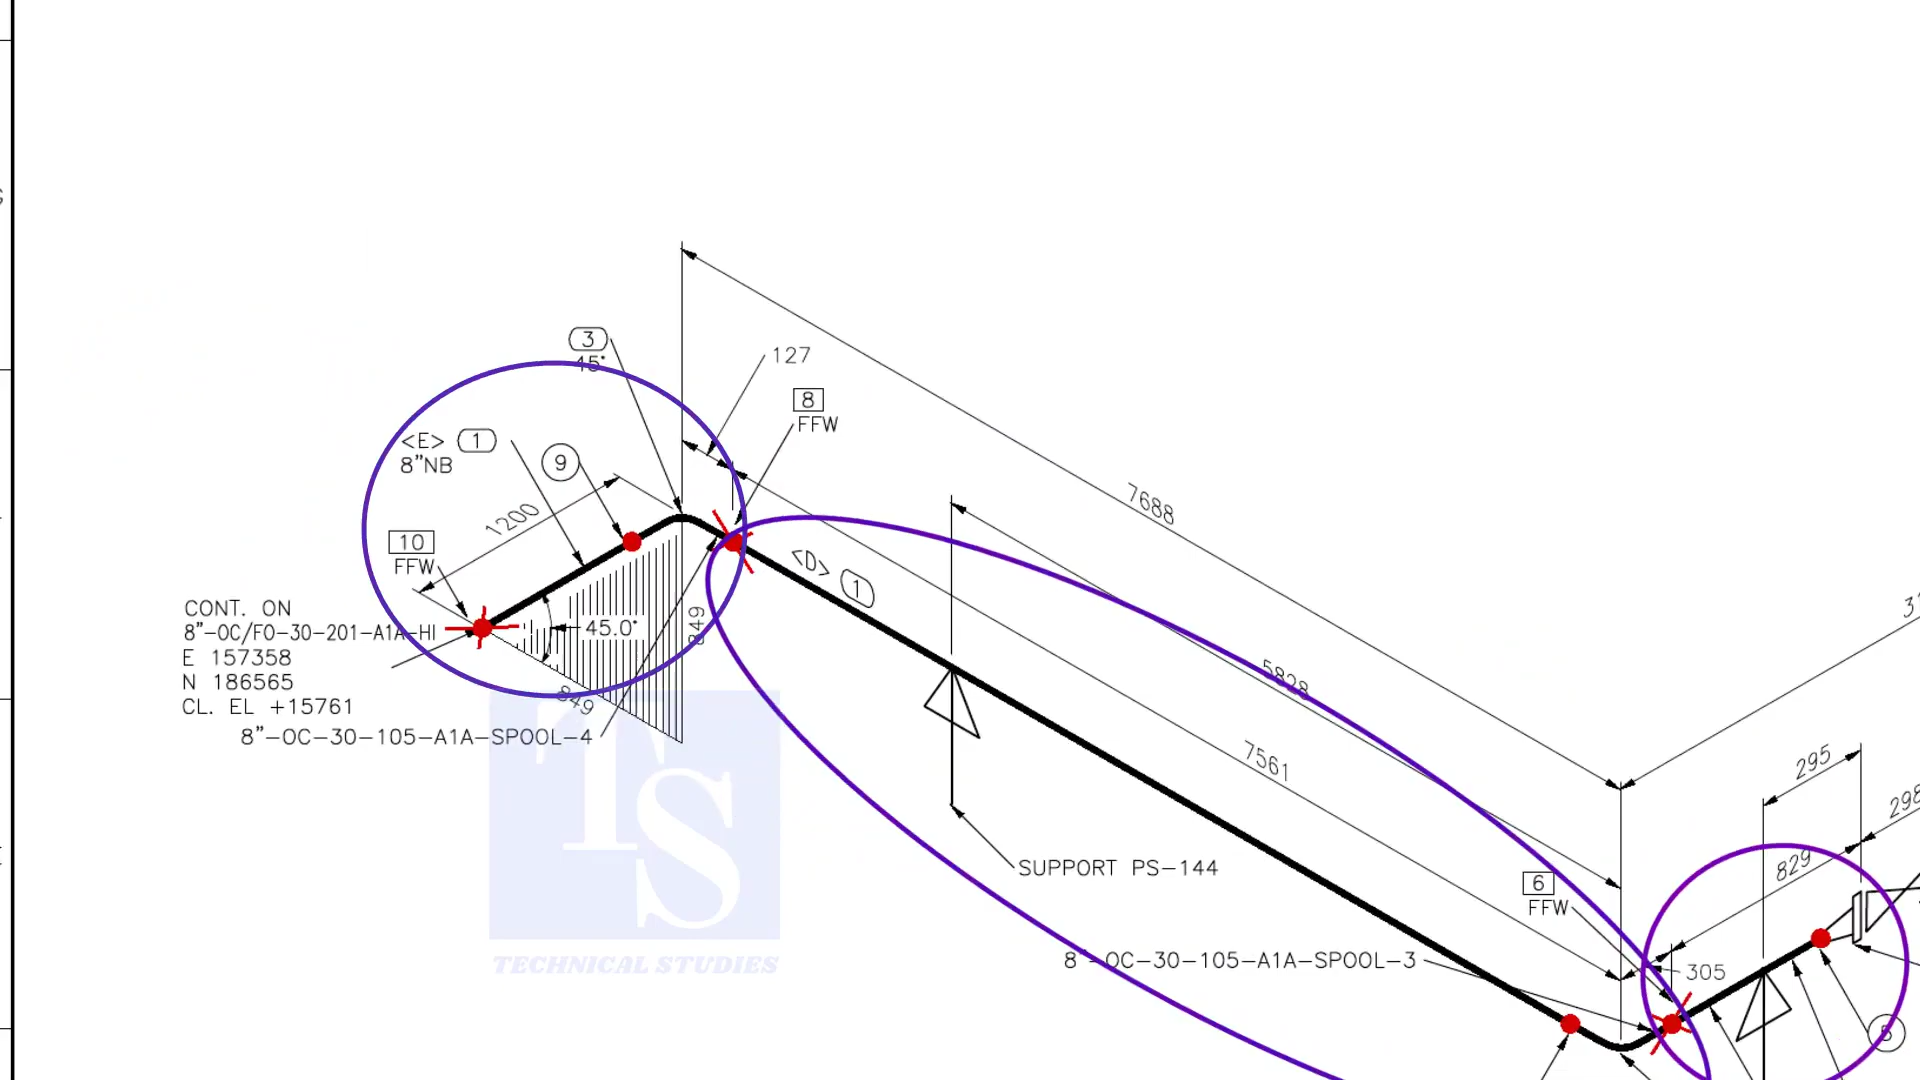 3
45°
127
8
FFW
<E> 1
8"NB
9
1200
10
FFW
7688
<D> 1
CONT. ON
8"-OC/FO-30-201-A1A-HI
E 157358
N 186565
CL. EL +15761
45.0°
849
849
8"-OC-30-105-A1A-SPOOL-4
5828
7561
295
298
829
SUPPORT PS-144
6
FFW
8"-OC-30-105-A1A-SPOOL-3
305
TS
TECHNICAL STUDIES